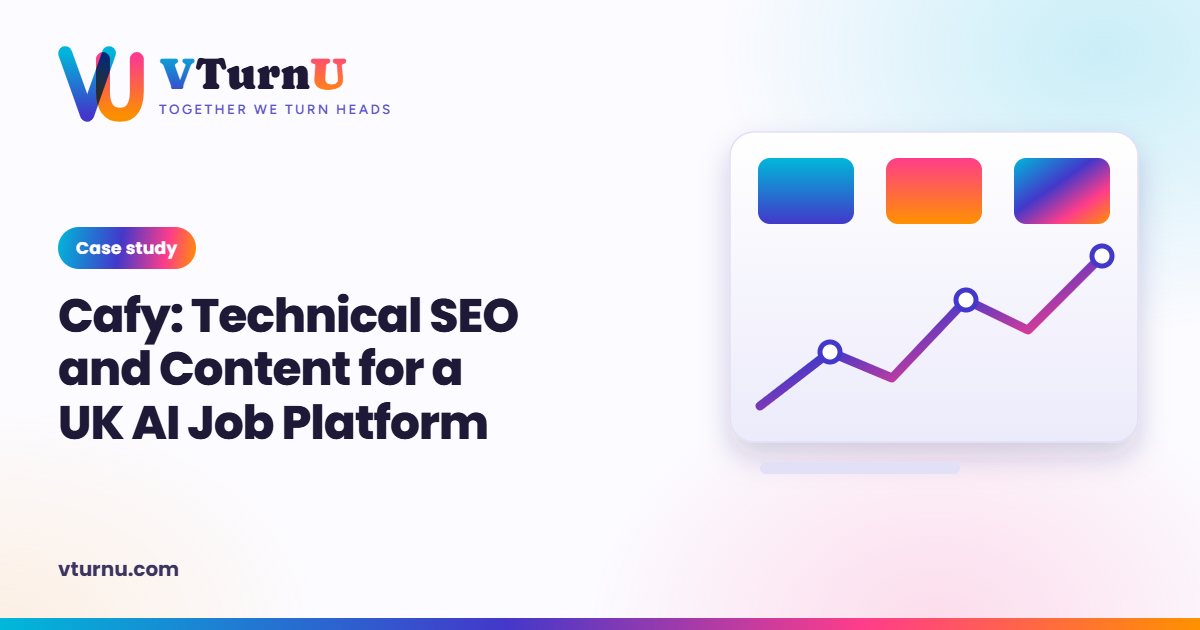 VU
VTurnU
TOGETHER WE TURN HEADS
Case study
Cafy: Technical SEO
and Content for a
UK AI Job Platform
vturnu.com